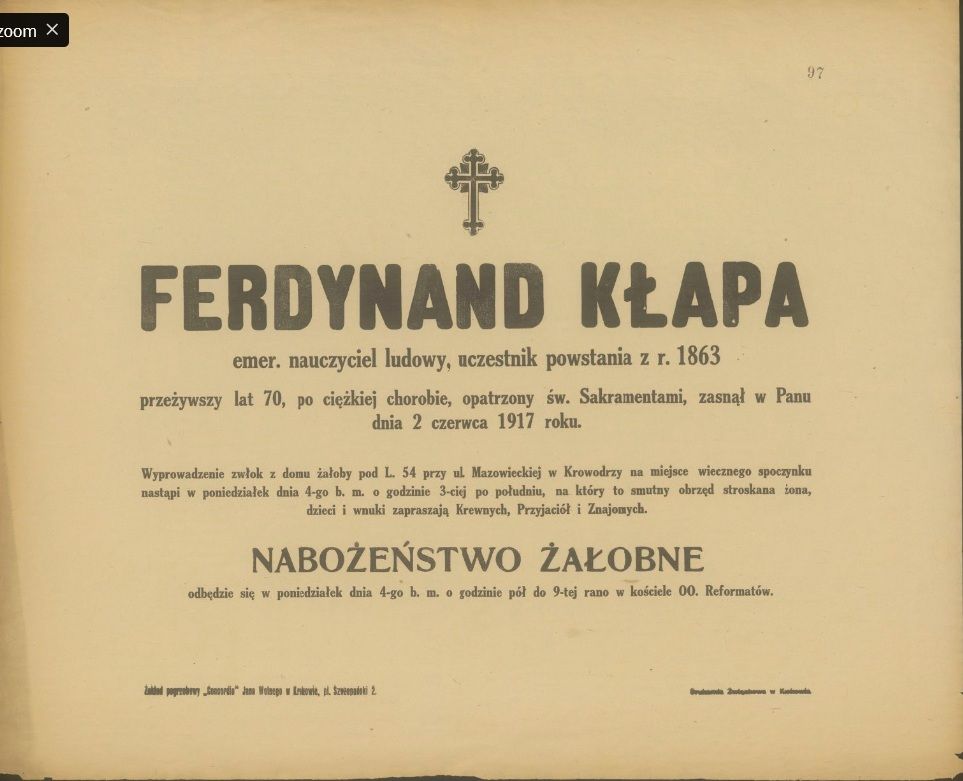 zoom ×
97
FERDYNAND KŁAPA
emer. nauczyciel ludowy, uczestnik powstania z r. 1863
przeżywszy lat 70, po ciężkiej chorobie, opatrzony św. Sakramentami, zasnął w Panu
dnia 2 czerwca 1917 roku.
Wyprowadzenie zwłok z domu żałoby pod L. 54 przy ul. Mazowieckiej w Krowodrzy na miejsce wiecznego spoczynku
nastąpi w poniedziałek dnia 4-go b. m. o godzinie 3-ciej po południu, na który to smutny obrzęd stroskana żona,
dzieci i wnuki zapraszają Krewnych, Przyjaciół i Znajomych.
NABOŻEŃSTWO ŻAŁOBNE
odbędzie się w poniedziałek dnia 4-go b. m. o godzinie pół do 9-tej rano w kościele OO. Reformatów.
Zakład pogrzebowy „Concordia" Jana Wolnego w Krakowie, pl. Szczepański 2.
Drukarnia Związkowa w Krakowie.